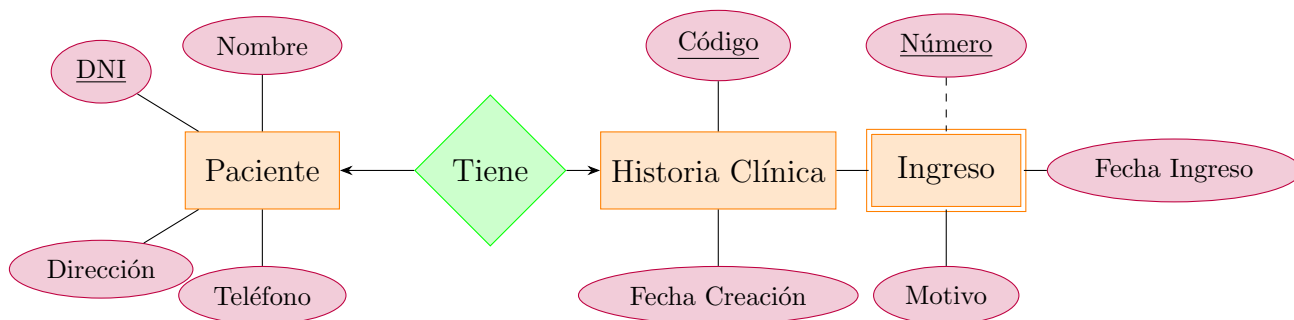 Nombre
DNI
Código
Número
Paciente
Tiene
Historia Clínica
Ingreso
Fecha Ingreso
Dirección
Teléfono
Fecha Creación
Motivo